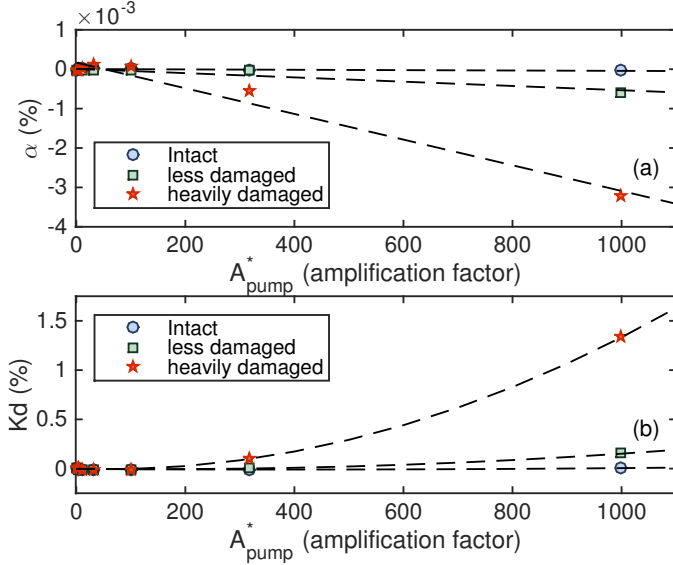 × 10⁻³
1
0
-1
-2
-3
-4
α (%)
Intact
less damaged
heavily damaged
(a)
0 200 400 600 800 1000
A*pump (amplification factor)
1.5
1
0.5
0
Kd (%)
Intact
less damaged
heavily damaged
(b)
0 200 400 600 800 1000
A*pump (amplification factor)